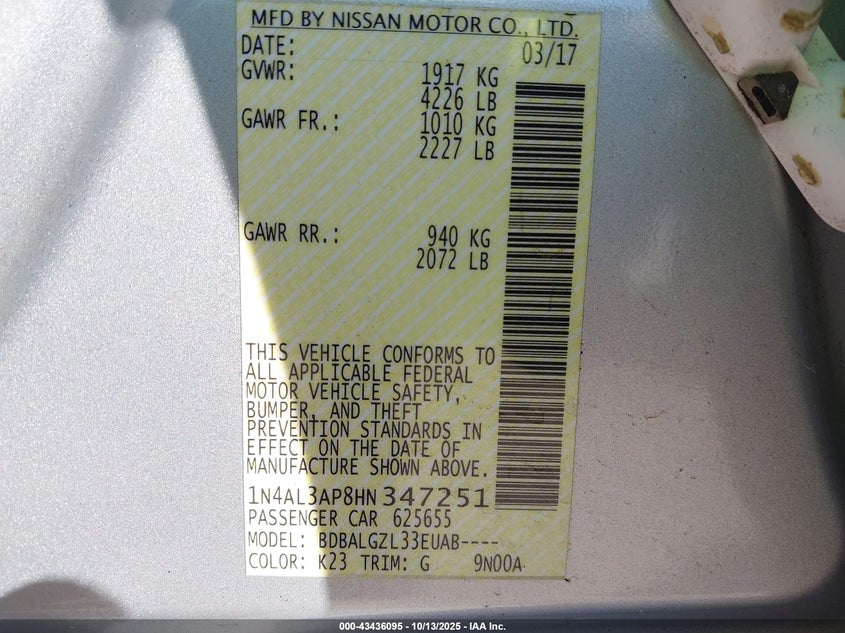 MFD BY NISSAN MOTOR CO., LTD.
DATE: 03/17
GVWR: 1917 KG
4226 LB
GAWR FR.: 1010 KG
2227 LB
GAWR RR.: 940 KG
2072 LB
THIS VEHICLE CONFORMS TO
ALL APPLICABLE FEDERAL
MOTOR VEHICLE SAFETY,
BUMPER, AND THEFT
PREVENTION STANDARDS IN
EFFECT ON THE DATE OF
MANUFACTURE SHOWN ABOVE.
1N4AL3AP8HN347251
PASSENGER CAR 625655
MODEL: BDBALGZL33EUAB----
COLOR: K23 TRIM: G 9N00A
000-43436095 - 10/13/2025 - IAA Inc.